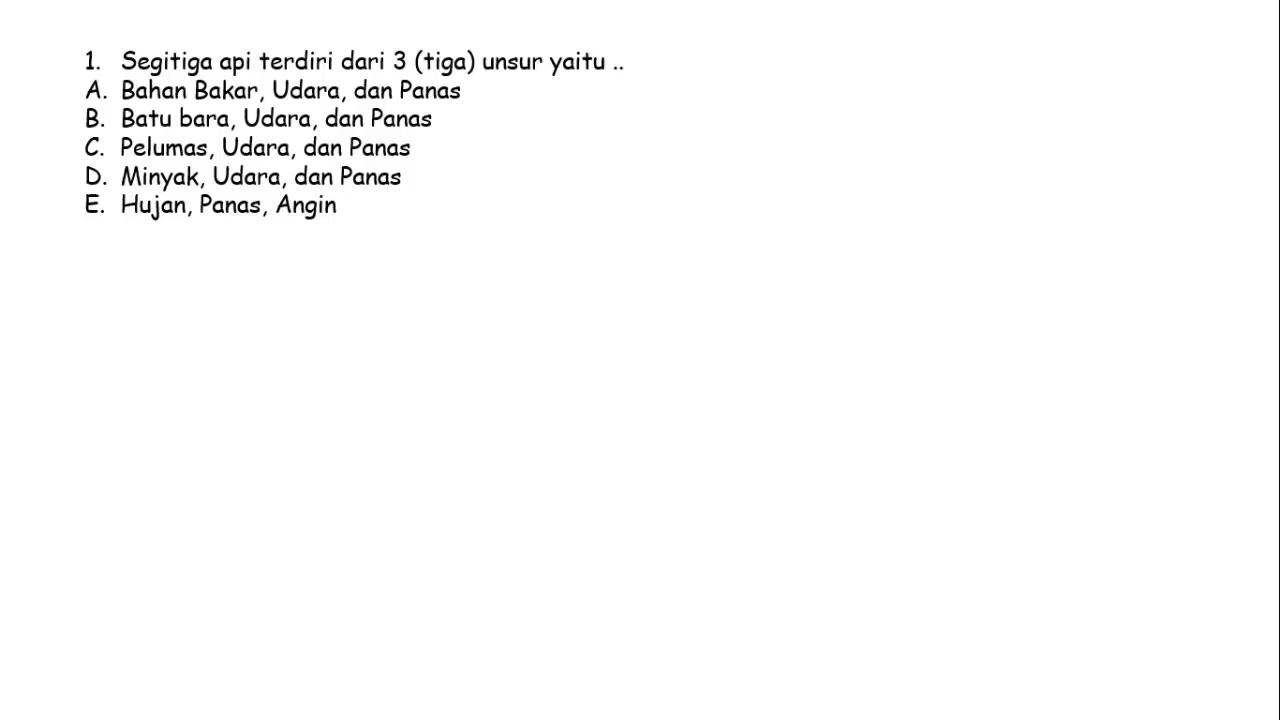 1. Segitiga api terdiri dari 3 (tiga) unsur yaitu ..
A. Bahan Bakar, Udara, dan Panas
B. Batu bara, Udara, dan Panas
C. Pelumas, Udara, dan Panas
D. Minyak, Udara, dan Panas
E. Hujan, Panas, Angin